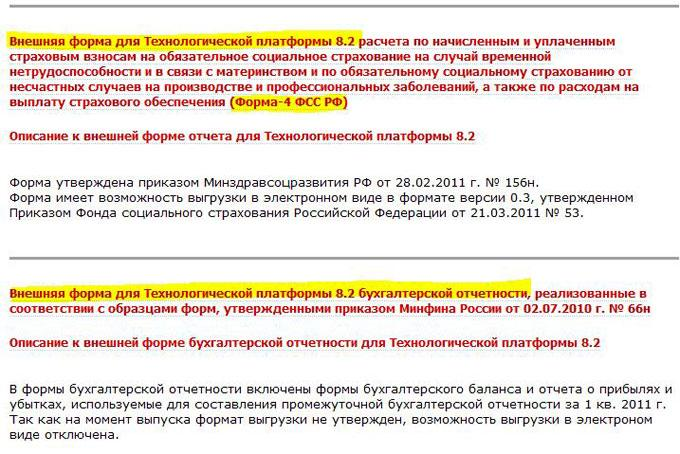 Внешняя форма для Технологической платформы 8.2 расчета по начисленным и уплаченным
страховым взносам на обязательное социальное страхование на случай временной
нетрудоспособности и в связи с материнством и по обязательному социальному страхованию от
несчастных случаев на производстве и профессиональных заболеваний, а также по расходам на
выплату страхового обеспечения (Форма-4 ФСС РФ)
Описание к внешней форме отчета для Технологической платформы 8.2
Форма утверждена приказом Минздравсоцразвития РФ от 28.02.2011 г. № 156н.
Форма имеет возможность выгрузки в электронном виде в формате версии 0.3, утвержденном
Приказом Фонда социального страхования Российской Федерации от 21.03.2011 № 53.
Внешняя форма для Технологической платформы 8.2 бухгалтерской отчетности, реализованные в
соответствии с образцами форм, утвержденными приказом Минфина России от 02.07.2010 г. № 66н
Описание к внешней форме бухгалтерской отчетности для Технологической платформы 8.2
В формы бухгалтерской отчетности включены формы бухгалтерского баланса и отчета о прибылях и
убытках, используемые для составления промежуточной бухгалтерской отчетности за 1 кв. 2011 г.
Так как на момент выпуска формат выгрузки не утвержден, возможность выгрузки в электроном
виде отключена.